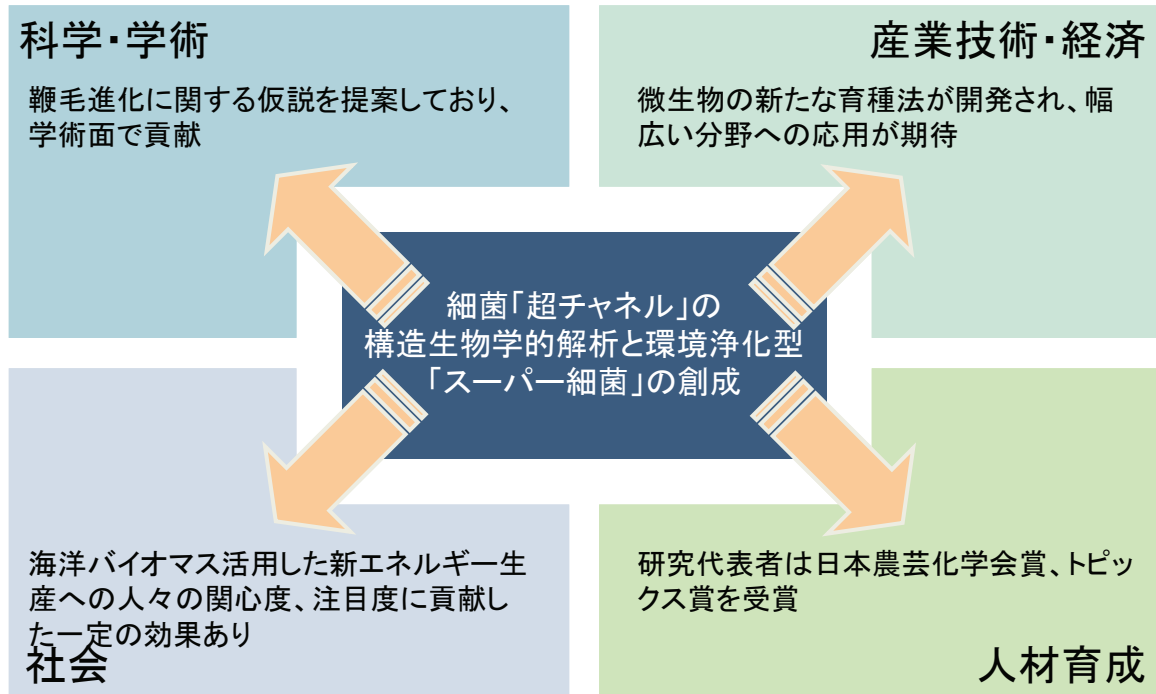 科学・学術
鞭毛進化に関する仮説を提案しており、
学術面で貢献
産業技術・経済
微生物の新たな育種法が開発され、幅
広い分野への応用が期待
細菌「超チャネル」の
構造生物学的解析と環境浄化型
「スーパー細菌」の創成
海洋バイオマス活用した新エネルギー生
産への人々の関心度、注目度に貢献し
た一定の効果あり
社会
研究代表者は日本農芸化学会賞、トピッ
クス賞を受賞
人材育成